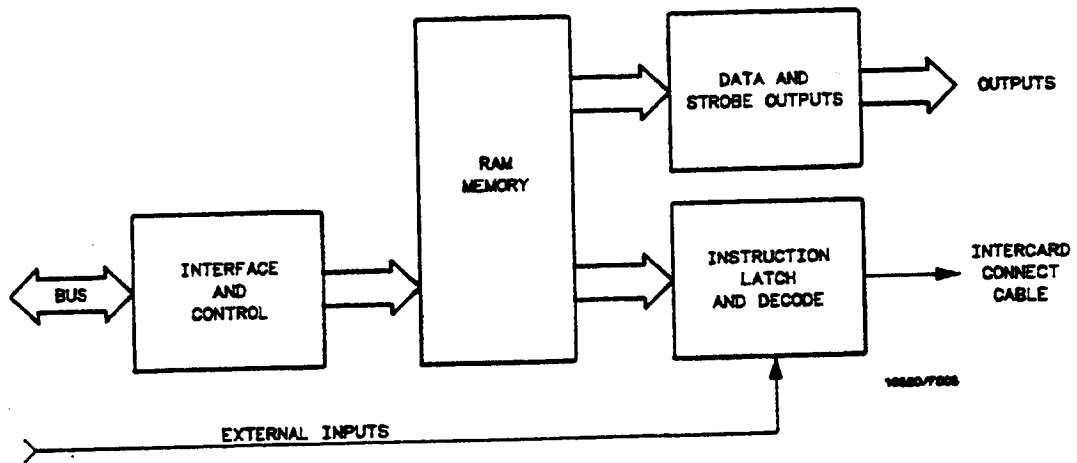 DATA AND
STROBE OUTPUTS
OUTPUTS
RAM
MEMORY
BUS
INTERFACE
AND
CONTROL
INSTRUCTION
LATCH
AND DECODE
INTERCARD
CONNECT
CABLE
EXTERNAL INPUTS